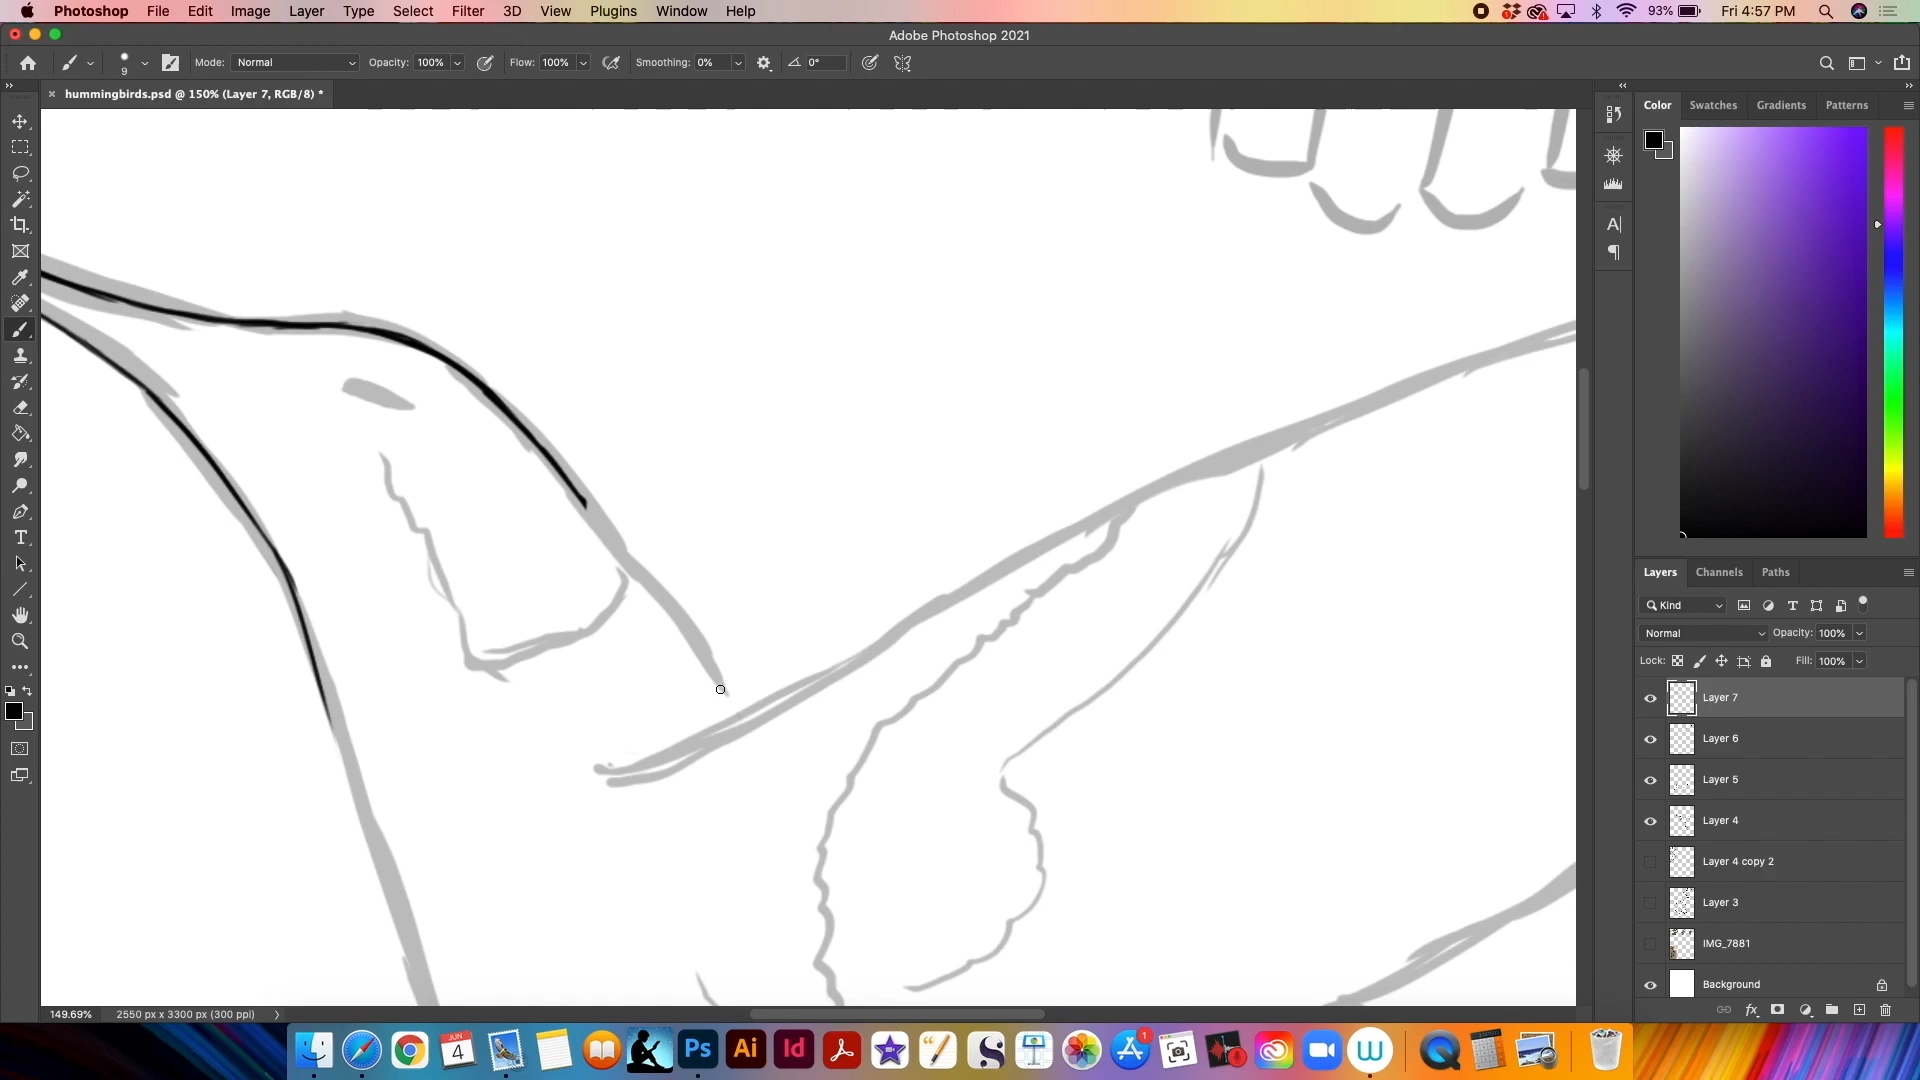 Photoshop File Edit Image Layer Type Select Filter 3D View Plugins Window Help 93% Fri 4:57 PM
Adobe Photoshop 2021
9 Mode: Normal Opacity: 100% Flow: 100% Smoothing: 0% 0°
hummingbirds.psd @ 150% (Layer 7, RGB/8) *
Color Swatches Gradients Patterns
Layers Channels Paths
Kind
Normal Opacity: 100%
Lock: Fill: 100%
Layer 7
Layer 6
Layer 5
Layer 4
Layer 4 copy 2
Layer 3
IMG_7881
Background
149.69% 2550 px x 3300 px (300 ppi)
JUN
4 Ps Ai Id S W 1